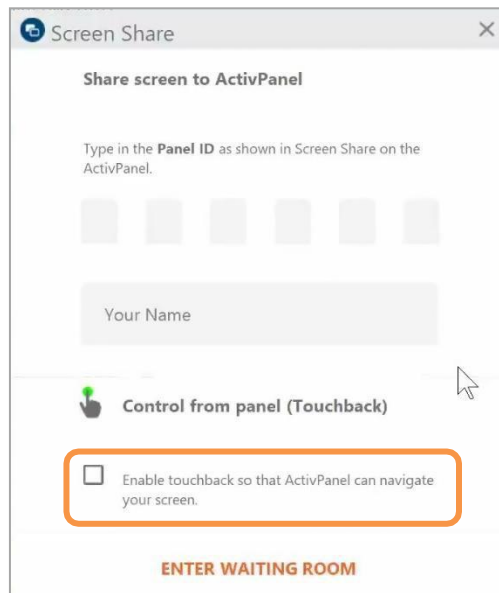 Screen Share
Share screen to ActivPanel
Type in the Panel ID as shown in Screen Share on the
ActivPanel.
Your Name
Control from panel (Touchback)
Enable touchback so that ActivPanel can navigate
your screen.
ENTER WAITING ROOM